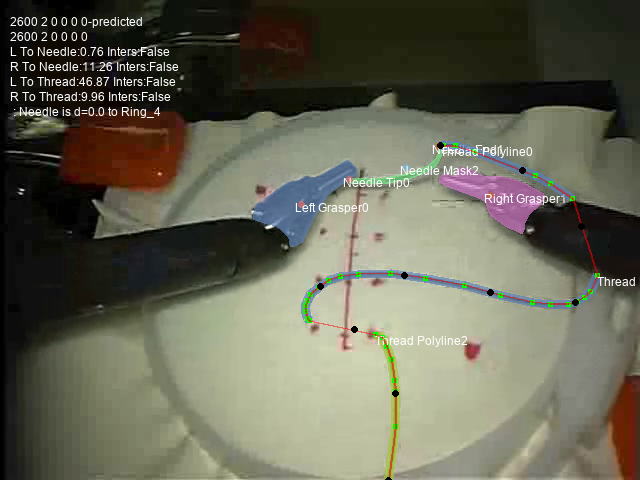 2600 2 0 0 0 0-predicted
2600 2 0 0 0 0
L To Needle:0.76 Inters:False
R To Needle:11.26 Inters:False
L To Thread:46.87 Inters:False
R To Thread:9.96 Inters:False
: Needle is d=0.0 to Ring_4
Thread Polyline0
Needle Mask2
Needle Tip0
Right Grasper1
Left Grasper0
Thread
Thread Polyline2